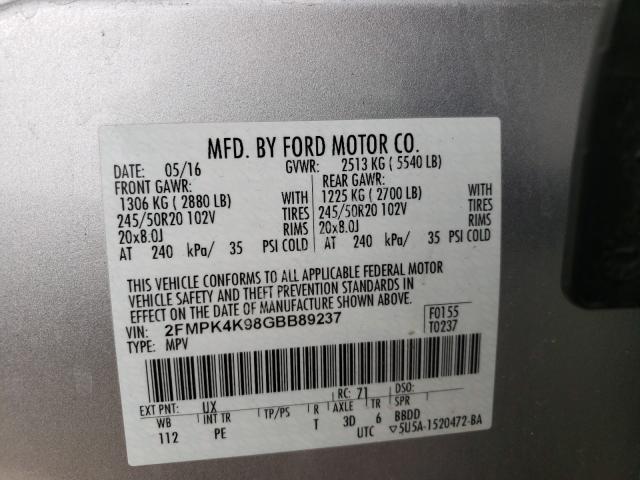 MFD. BY FORD MOTOR CO.
DATE: 05/16 GVWR: 2513 KG ( 5540 LB)
FRONT GAWR: REAR GAWR:
1306 KG ( 2880 LB) WITH 1225 KG ( 2700 LB) WITH
245/50R20 102V TIRES 245/50R20 102V TIRES
20x8.0J RIMS 20x8.0J RIMS
AT 240 kPa/ 35 PSI COLD AT 240 kPa/ 35 PSI COLD
THIS VEHICLE CONFORMS TO ALL APPLICABLE FEDERAL MOTOR
VEHICLE SAFETY AND THEFT PREVENTION STANDARDS IN
EFFECT ON THE DATE OF MANUFACTURE SHOWN ABOVE.
VIN: 2FMPK4K98GBB89237 F0155
TYPE: MPV T0237
EXT PNT: UX RC: 71 DSO:
WB INT TR TP/PS R AXLE TR SPR
112 PE T 3D 6 BBDD
UTC ▽5U5A-1520472-BA